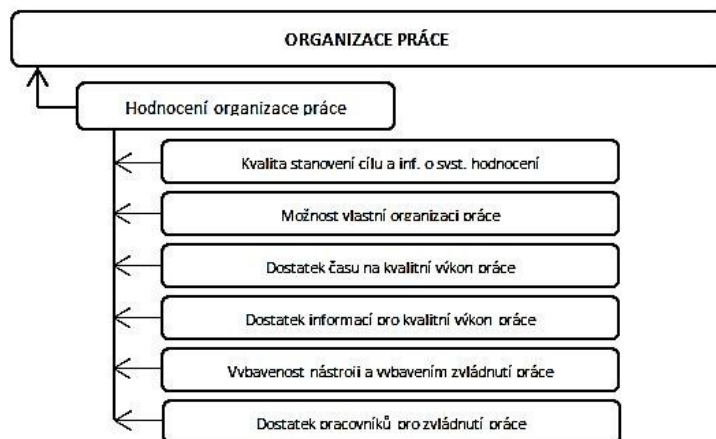 ORGANIZACE PRÁCE
Hodnocení organizace práce
Kvalita stanovení cílu a inf. o syst. hodnocení
Možnost vlastní organizaci práce
Dostatek času na kvalitní výkon práce
Dostatek informací pro kvalitní výkon práce
Vybavenost nástroji a vybavením zvládnutí práce
Dostatek pracovníků pro zvládnutí práce